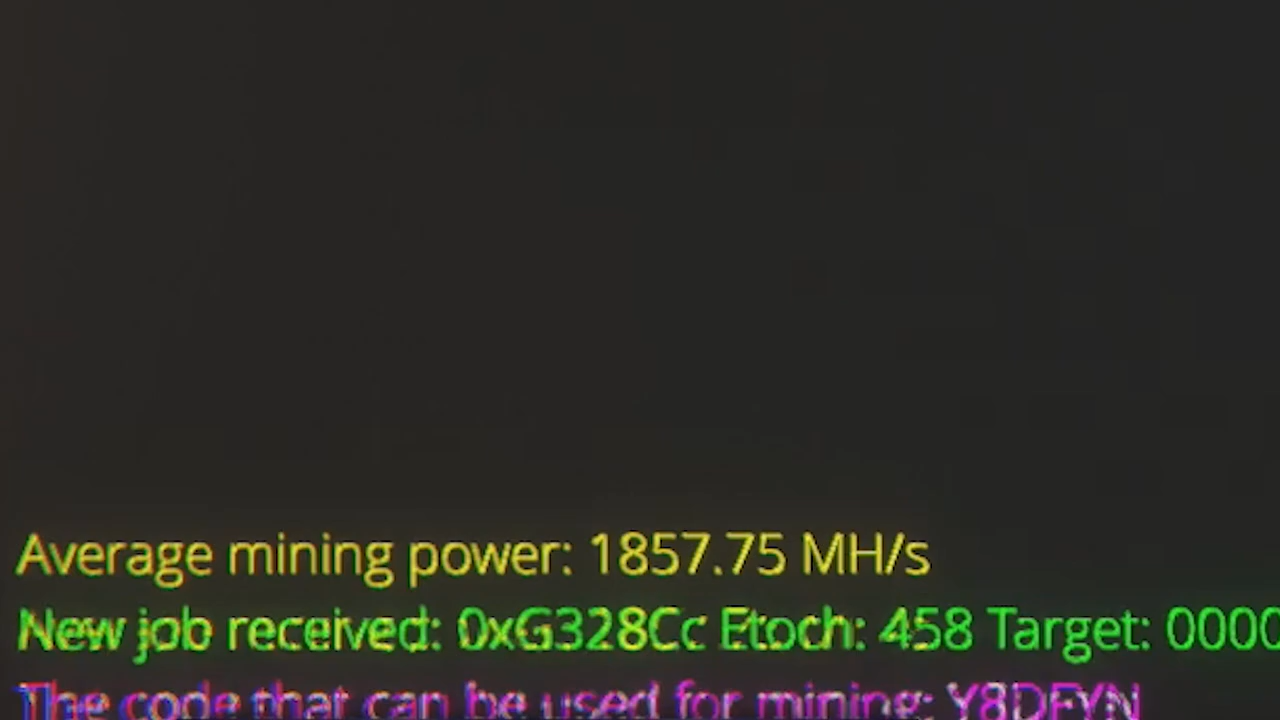 Average mining power: 1857.75 MH/s
New job received: 0xG328Cc Etoch: 458 Target: 0000
The code that can be used for mining: Y8DFYN